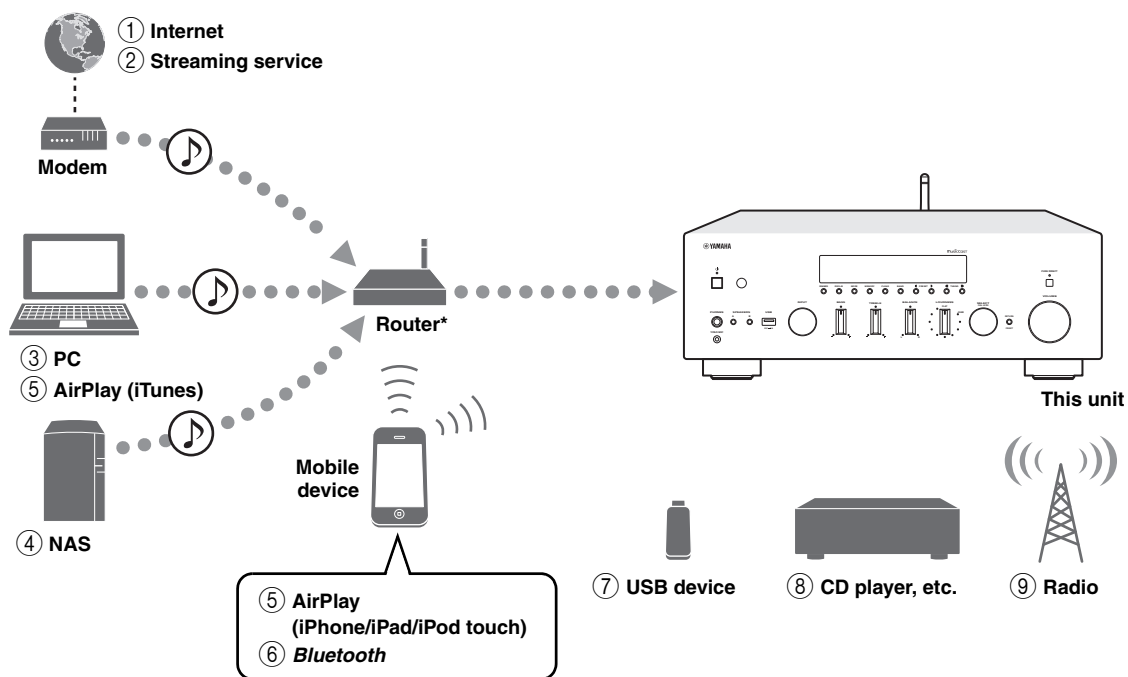 ① Internet
② Streaming service
Modem
YAMAHA
Router*
③ PC
⑤ AirPlay (iTunes)
This unit
Mobile
device
④ NAS
⑦ USB device
⑧ CD player, etc.
⑨ Radio
⑤ AirPlay
(iPhone/iPad/iPod touch)
⑥ Bluetooth